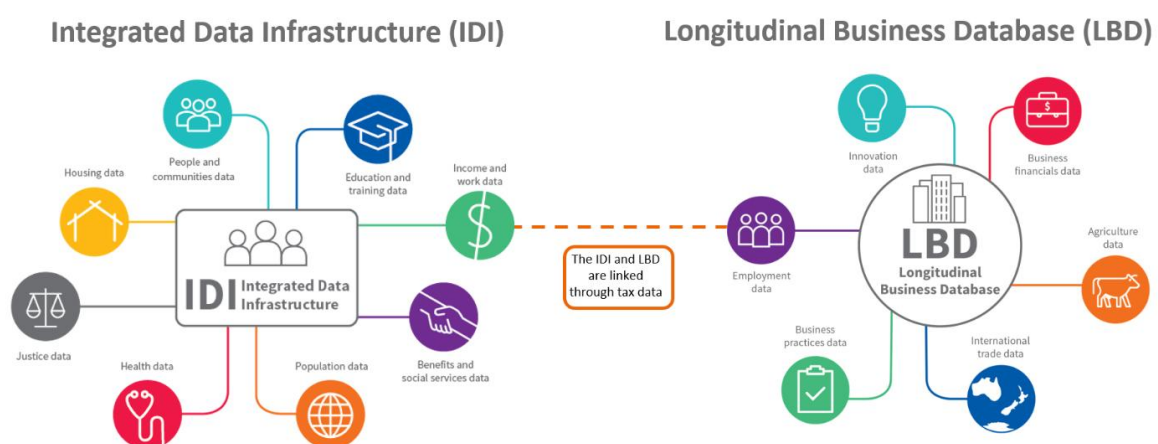 Integrated Data Infrastructure (IDI)
Longitudinal Business Database (LBD)
People and
communities data
Education and
training data
Housing data
Income and
work data
IDI Integrated Data
Infrastructure
Justice data
Health data
Population data
Benefits and
social services data
The IDI and LBD
are linked
through tax data
Innovation
data
$
Business
financials data
Employment
data
LBD
Longitudinal
Business Database
Agriculture
data
Business
practices data
International
trade data